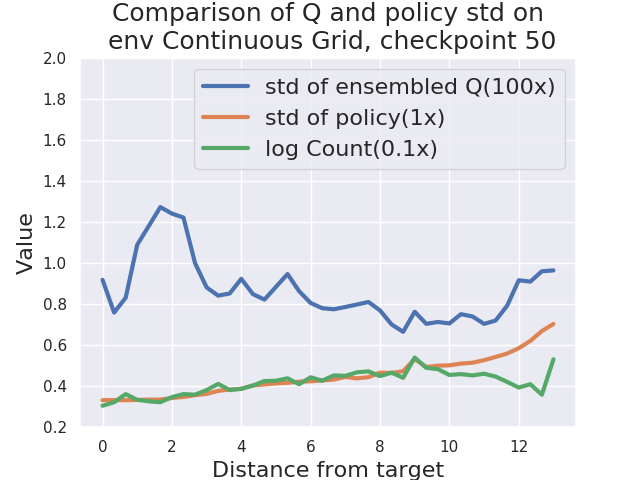 Comparison of Q and policy std on
env Continuous Grid, checkpoint 50
std of ensembled Q(100x)
std of policy(1x)
log Count(0.1x)
Value
2.0
1.8
1.6
1.4
1.2
1.0
0.8
0.6
0.4
0.2
0 2 4 6 8 10 12
Distance from target